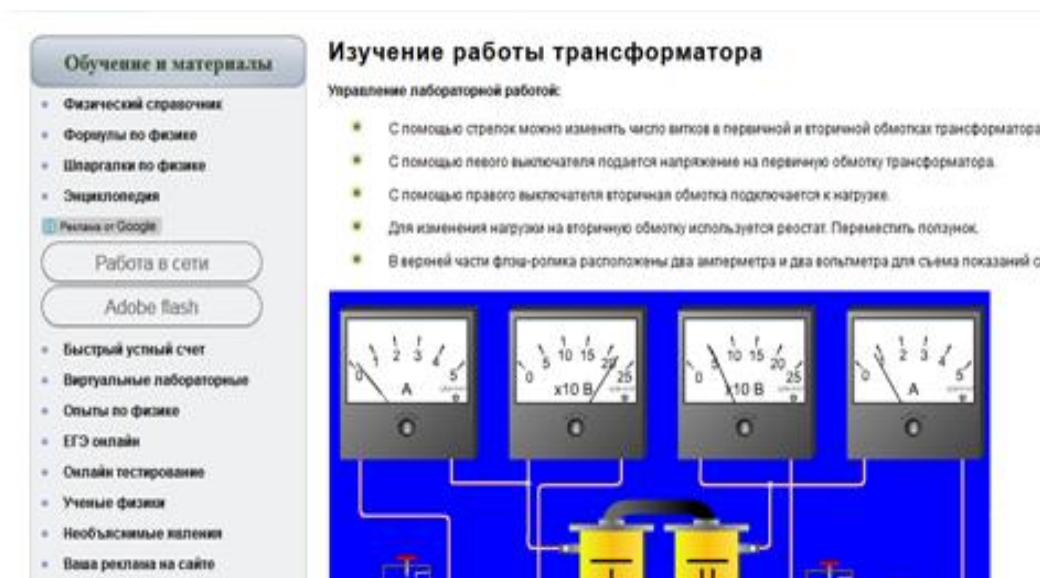 Обучение и материалы
Физический справочник
Формулы по физике
Шпаргалки по физике
Энциклопедия
Реклама от Google
Работа в сети
Adobe flash
Быстрый устный счет
Виртуальные лабораторные
Опыты по физике
ЕГЭ онлайн
Онлайн тестирование
Ученые физики
Необъяснимые явления
Ваша реклама на сайте
Изучение работы трансформатора
Управление лабораторной работой:
С помощью стрелок можно изменять число витков в первичной и вторичной обмотках трансформатора
С помощью левого выключателя подается напряжение на первичную обмотку трансформатора.
С помощью правого выключателя вторичная обмотка подключается к нагрузке.
Для изменения нагрузки на вторичную обмотку используется реостат. Переместить ползунок.
В верхней части флэш-ролика расположены два амперметра и два вольтметра для съема показаний с
0 1 2 3 4 5
A
0 5 10 15 20 25
x10 В
0 5 10 15 20 25
x10 В
0 1 2 3 4 5
A
I II